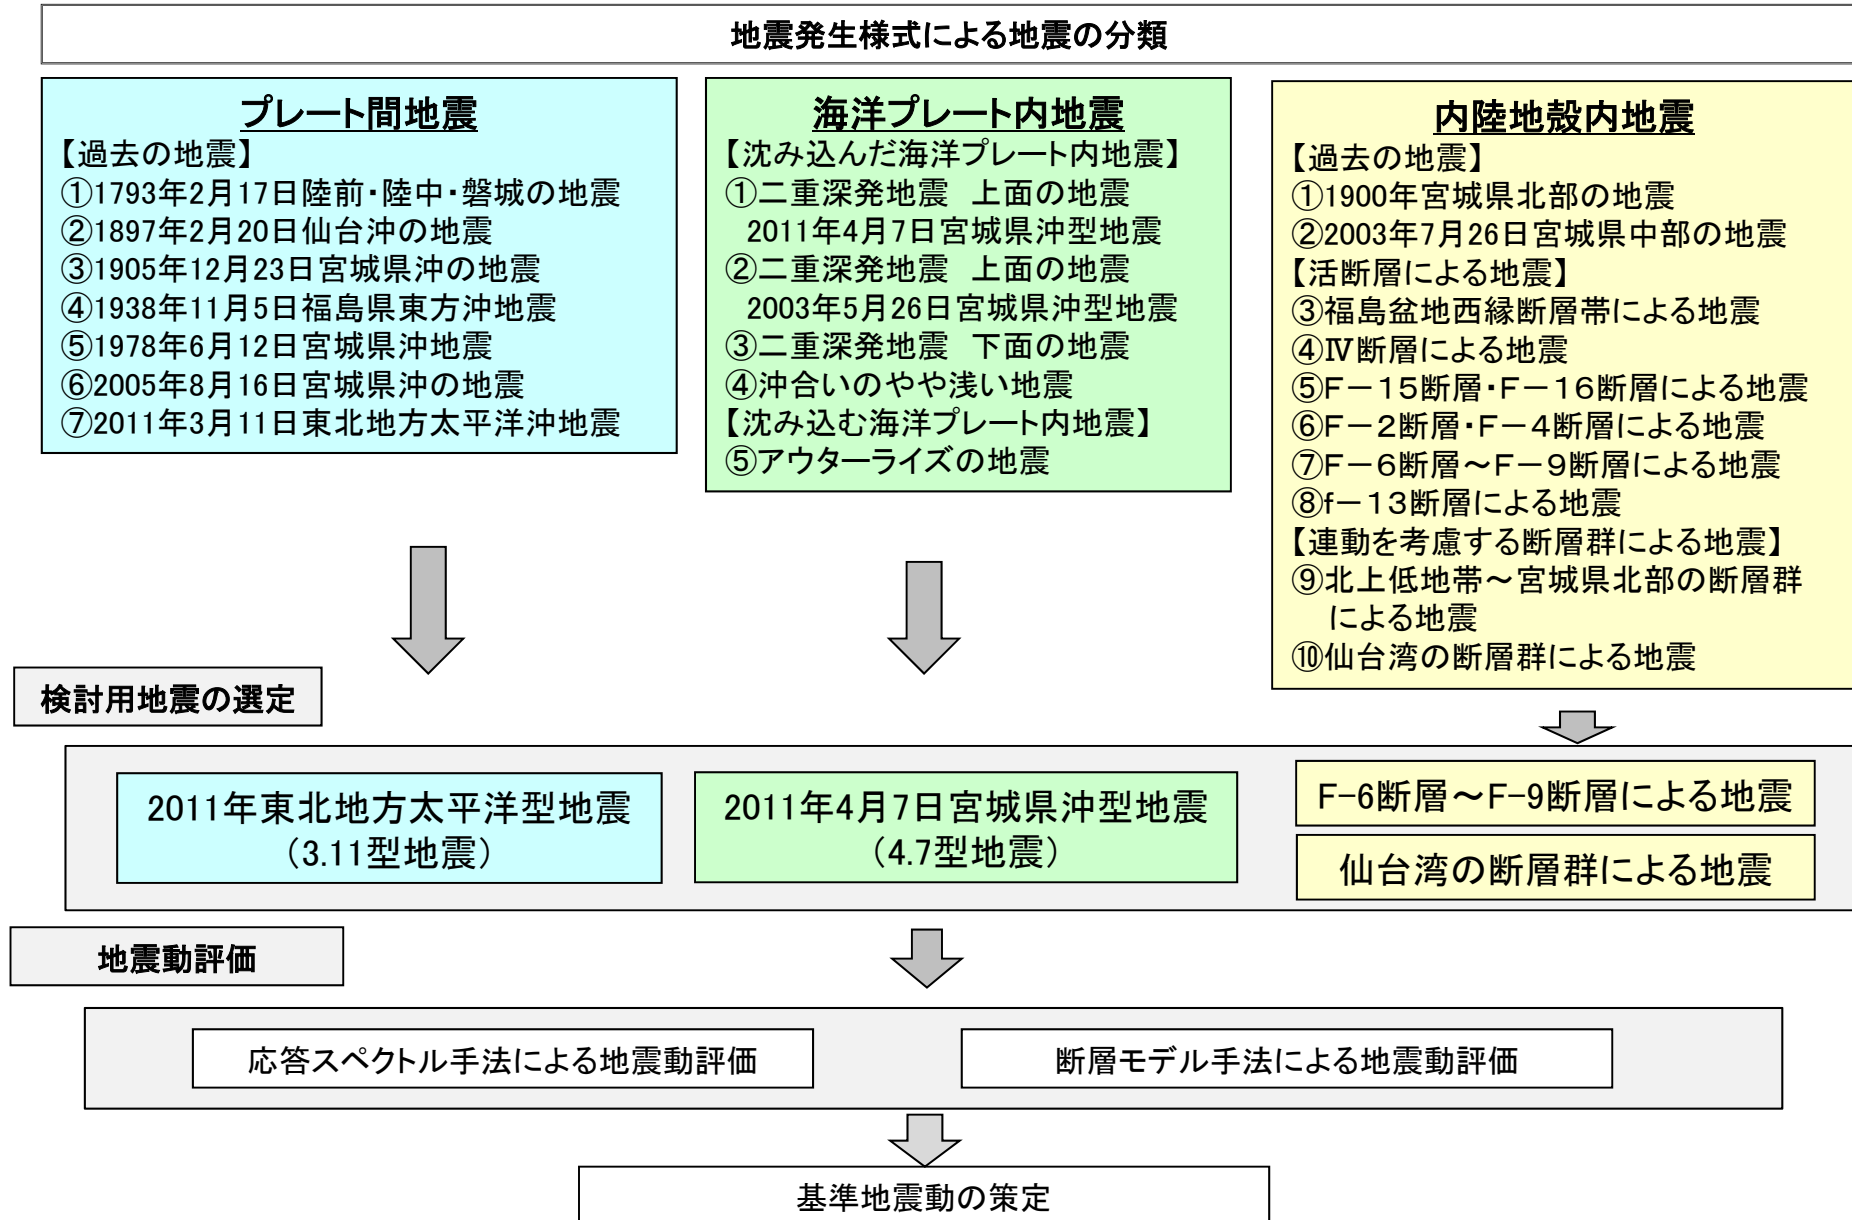 地震発生様式による地震の分類
プレート間地震
【過去の地震】
①1793年2月17日陸前・陸中・磐城の地震
②1897年2月20日仙台沖の地震
③1905年12月23日宮城県沖の地震
④1938年11月5日福島県東方沖地震
⑤1978年6月12日宮城県沖地震
⑥2005年8月16日宮城県沖の地震
⑦2011年3月11日東北地方太平洋沖地震
海洋プレート内地震
【沈み込んだ海洋プレート内地震】
①二重深発地震　上面の地震
2011年4月7日宮城県沖型地震
②二重深発地震　上面の地震
2003年5月26日宮城県沖型地震
③二重深発地震　下面の地震
④沖合いのやや浅い地震
【沈み込む海洋プレート内地震】
⑤アウターライズの地震
内陸地殻内地震
【過去の地震】
①1900年宮城県北部の地震
②2003年7月26日宮城県中部の地震
【活断層による地震】
③福島盆地西縁断層帯による地震
④Ⅳ断層による地震
⑤F－15断層・F－16断層による地震
⑥F－２断層・F－４断層による地震
⑦F－６断層～F－９断層による地震
⑧f－１３断層による地震
【連動を考慮する断層群による地震】
⑨北上低地帯～宮城県北部の断層群
による地震
⑩仙台湾の断層群による地震
検討用地震の選定
2011年東北地方太平洋型地震
（3.11型地震）
2011年4月7日宮城県沖型地震
（4.7型地震）
F-6断層～F-9断層による地震
仙台湾の断層群による地震
地震動評価
応答スペクトル手法による地震動評価
断層モデル手法による地震動評価
基準地震動の策定